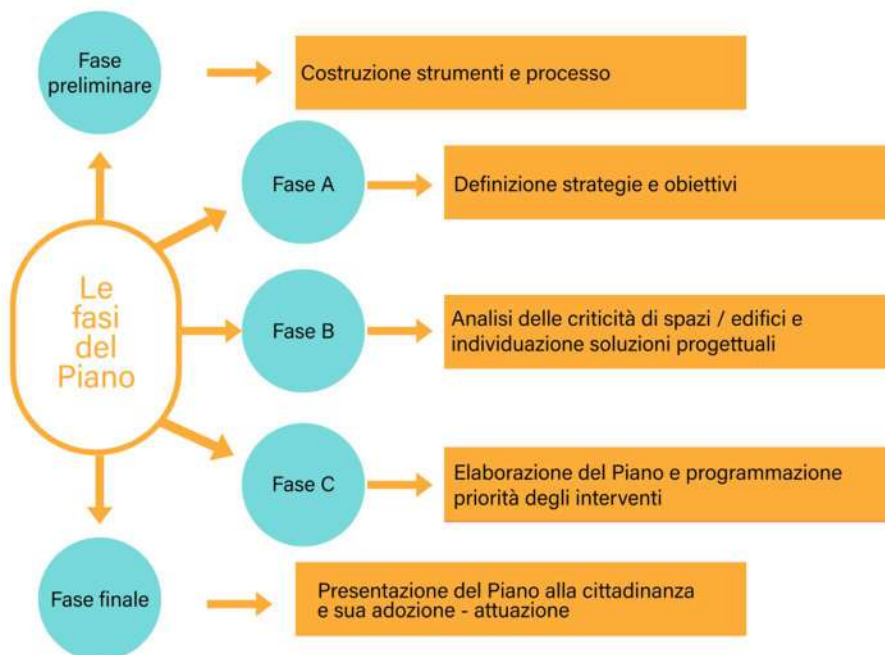 Fase
preliminare
Costruzione strumenti e processo
Fase A
Definizione strategie e obiettivi
Le
fasi
del
Piano
Fase B
Analisi delle criticità di spazi / edifici e
individuazione soluzioni progettuali
Fase C
Elaborazione del Piano e programmazione
priorità degli interventi
Fase finale
Presentazione del Piano alla cittadinanza
e sua adozione - attuazione